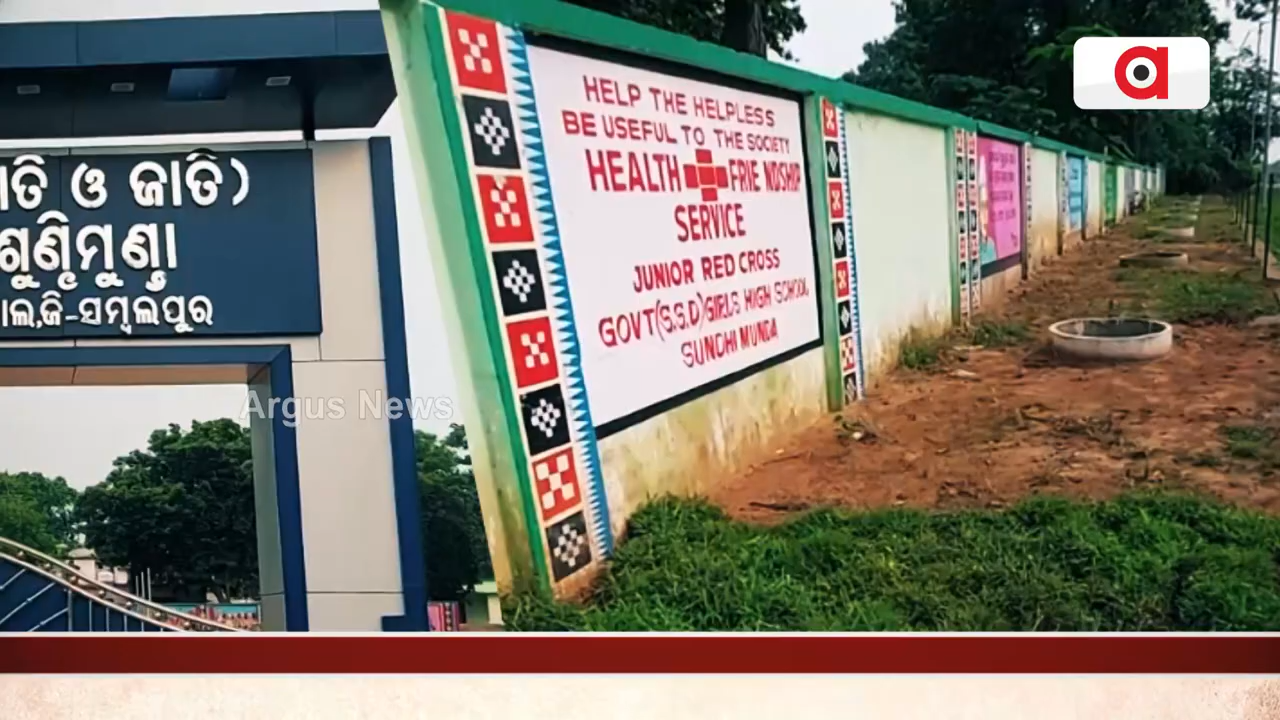 ାତି ଓ ଜାତି)
ଶୁଣ୍ଢିମୁଣ୍ଡା
ାଲ,ଜି-ସମ୍ବଲପୁର
HELP THE HELPLESS
BE USEFUL TO THE SOCIETY
HEALTH FRIENDSHIP
SERVICE
JUNIOR RED CROSS
GOVT(S.S.D)GIRLS HIGH SCHOOL
SUNDHI MUNDA
Argus News
a